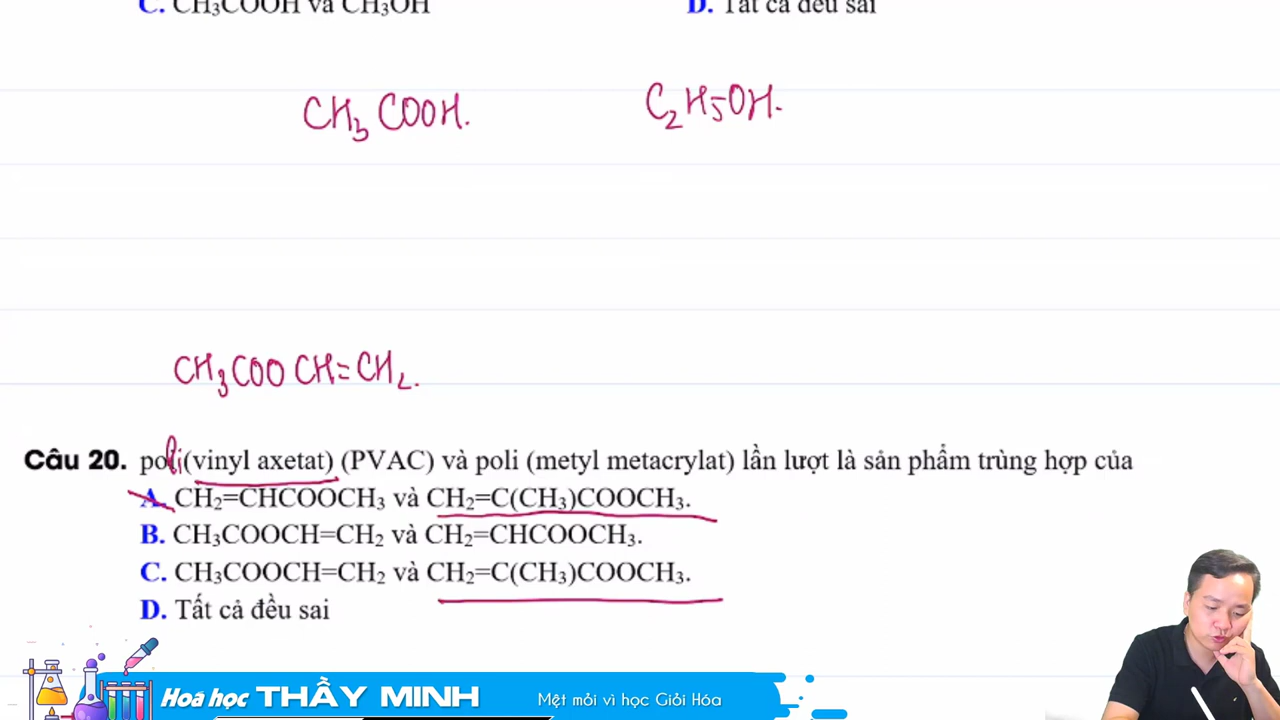 C. CH₃COOH và CH₃OH D. Tất cả đều sai
CH₃COOH. C₂H₅OH.
CH₃COOCH=CH₂.
Câu 20. poli(vinyl axetat) (PVAC) và poli (metyl metacrylat) lần lượt là sản phẩm trùng hợp của
A. CH₂=CHCOOCH₃ và CH₂=C(CH₃)COOCH₃.
B. CH₃COOCH=CH₂ và CH₂=CHCOOCH₃.
C. CH₃COOCH=CH₂ và CH₂=C(CH₃)COOCH₃.
D. Tất cả đều sai
Hoá học THẦY MINH Mệt mỏi vì học Giỏi Hóa